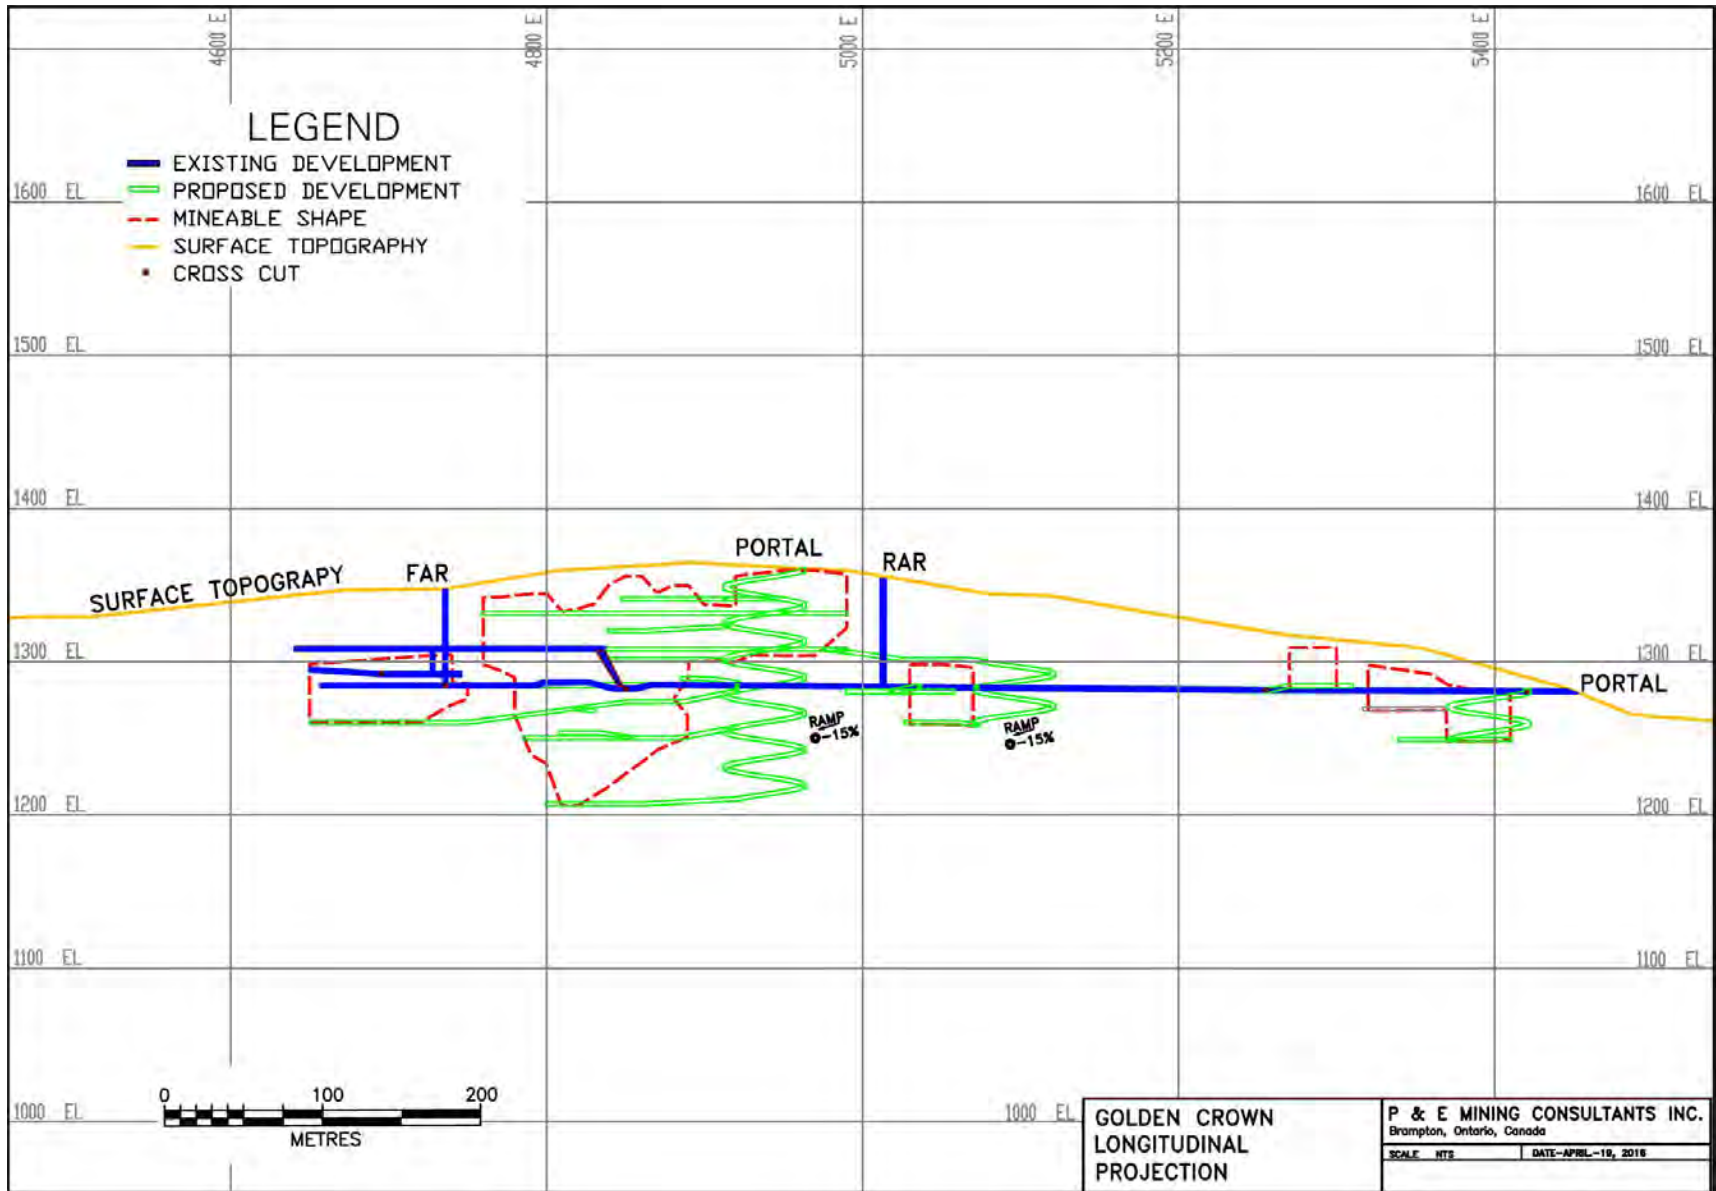 4600 E
4800 E
5000 E
5200 E
5400 E
LEGEND
EXISTING DEVELOPMENT
PROPOSED DEVELOPMENT
MINEABLE SHAPE
SURFACE TOPOGRAPHY
CROSS CUT
1600 EL
1600 EL
1500 EL
1500 EL
1400 EL
1400 EL
SURFACE TOPOGRAPY
FAR
PORTAL
RAR
1300 EL
1300 EL
PORTAL
RAMP
@-15%
RAMP
@-15%
1200 EL
1200 EL
1100 EL
1100 EL
0 100 200
METRES
1000 EL
1000 EL
GOLDEN CROWN
LONGITUDINAL
PROJECTION
P & E MINING CONSULTANTS INC.
Brampton, Ontario, Canada
SCALE NTS
DATE-APRIL-19, 2016